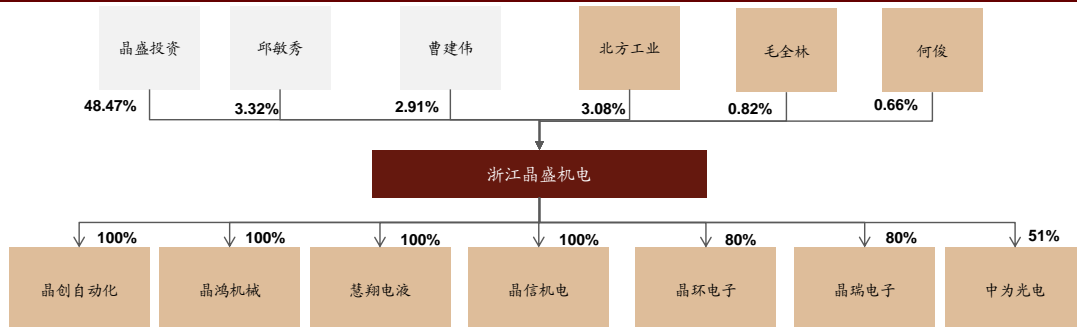 晶盛投资
邱敏秀
曹建伟
北方工业
毛全林
何俊
48.47%
3.32%
2.91%
3.08%
0.82%
0.66%
浙江晶盛机电
100%
100%
100%
100%
80%
80%
51%
晶创自动化
晶鸿机械
慧翔电液
晶信机电
晶环电子
晶瑞电子
中为光电